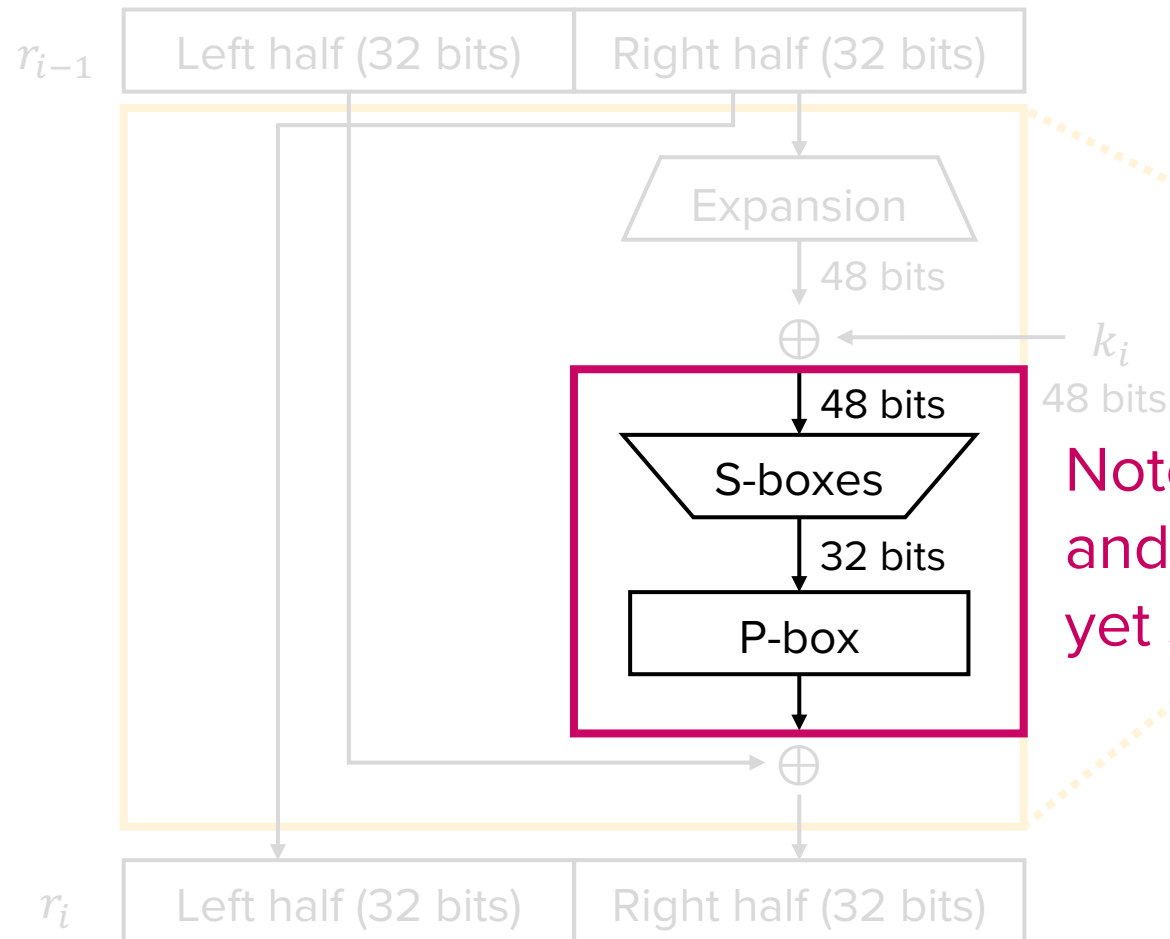 r_{i−1} Left half (32 bits) Right half (32 bits)
Expansion
48 bits
⊕ k_i
48 bits 48 bits
S-boxes
and
32 bits
yet
P-box
⊕
r_i Left half (32 bits) Right half (32 bits)